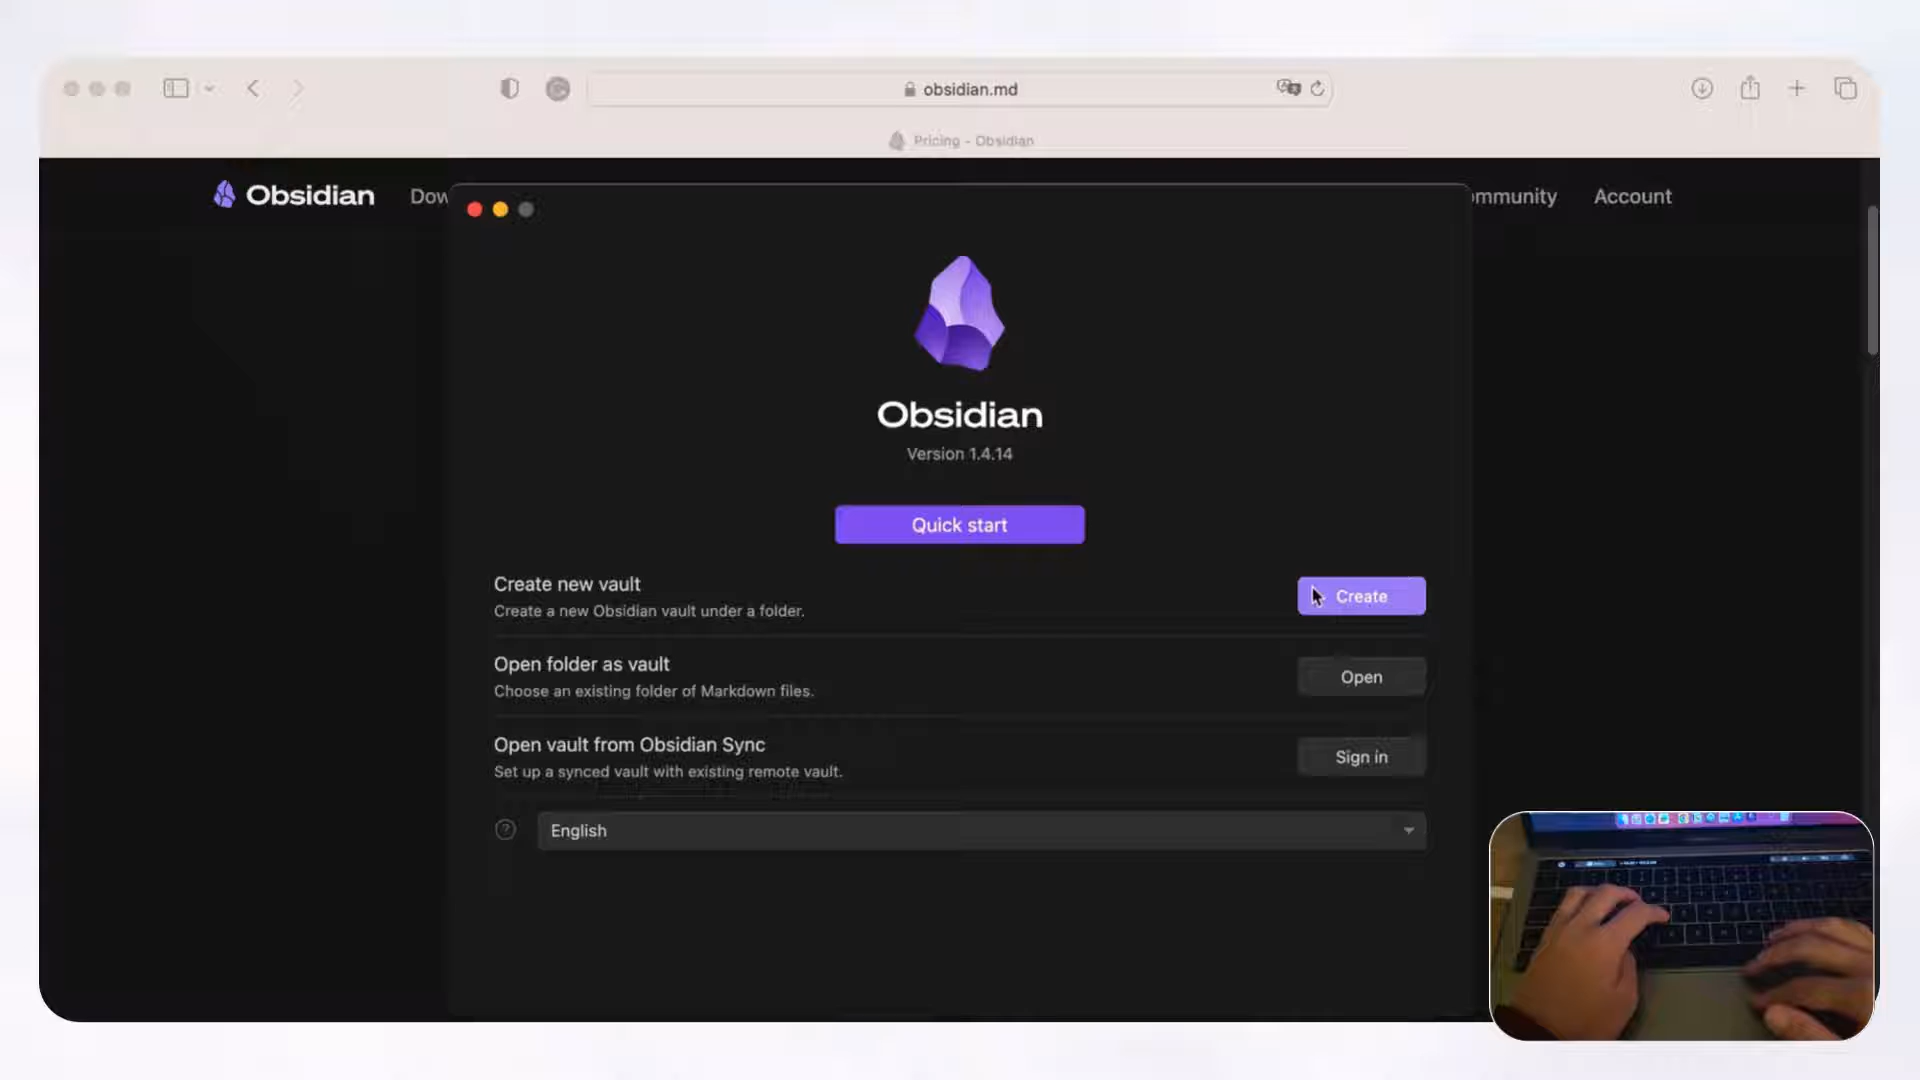 obsidian.md
Pricing - Obsidian
Obsidian
Dow
ommunity
Account
Obsidian
Version 1.4.14
Quick start
Create new vault
Create a new Obsidian vault under a folder.
Create
Open folder as vault
Choose an existing folder of Markdown files.
Open
Open vault from Obsidian Sync
Set up a synced vault with existing remote vault.
Sign in
English